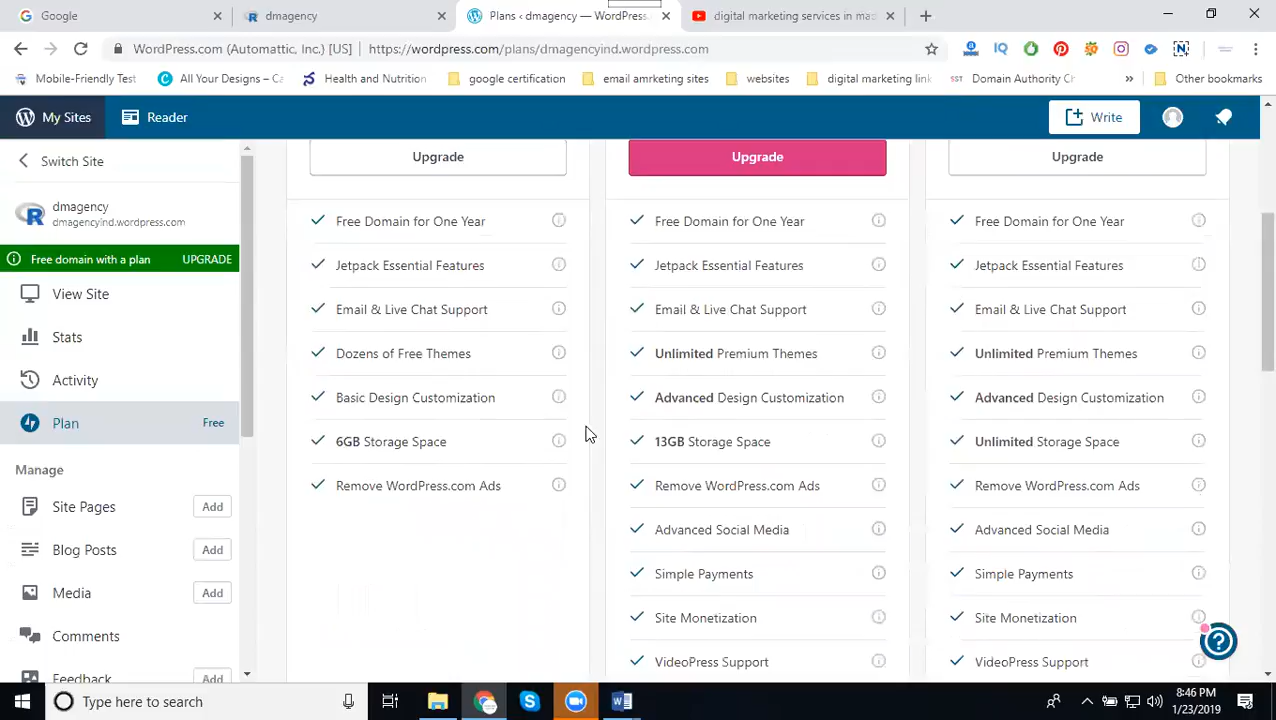 Google
dmagency
Plans ‹ dmagency — WordPress.
digital marketing services in ma
WordPress.com (Automattic, Inc.) [US]
https://wordpress.com/plans/dmagencyind.wordpress.com
Mobile-Friendly Test
All Your Designs – Ca
Health and Nutrition
google certification
email amrketing sites
websites
digital marketing link
SST
Domain Authority Ch
»
Other bookmarks
My Sites
Reader
Write
Switch Site
dmagency
dmagencyind.wordpress.com
Free domain with a plan
UPGRADE
View Site
Stats
Activity
Plan
Free
Manage
Site Pages
Add
Blog Posts
Add
Media
Add
Comments
Feedback
Add
Upgrade
Free Domain for One Year
Jetpack Essential Features
Email & Live Chat Support
Dozens of Free Themes
Basic Design Customization
6GB Storage Space
Remove WordPress.com Ads
Upgrade
Free Domain for One Year
Jetpack Essential Features
Email & Live Chat Support
Unlimited Premium Themes
Advanced Design Customization
13GB Storage Space
Remove WordPress.com Ads
Advanced Social Media
Simple Payments
Site Monetization
VideoPress Support
Upgrade
Free Domain for One Year
Jetpack Essential Features
Email & Live Chat Support
Unlimited Premium Themes
Advanced Design Customization
Unlimited Storage Space
Remove WordPress.com Ads
Advanced Social Media
Simple Payments
Site Monetization
VideoPress Support
Type here to search
8:46 PM
1/23/2019